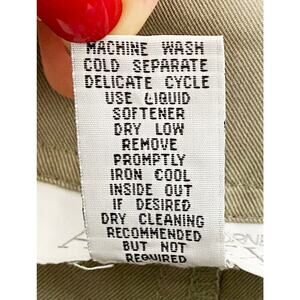 MACHINE WASH
COLD SEPARATE
DELICATE CYCLE
USE LIQUID
SOFTENER
DRY LOW
REMOVE
PROMPTLY
IRON COOL
INSIDE OUT
IF DESIRED
DRY CLEANING
RECOMMENDED
BUT NOT
REQUIRED